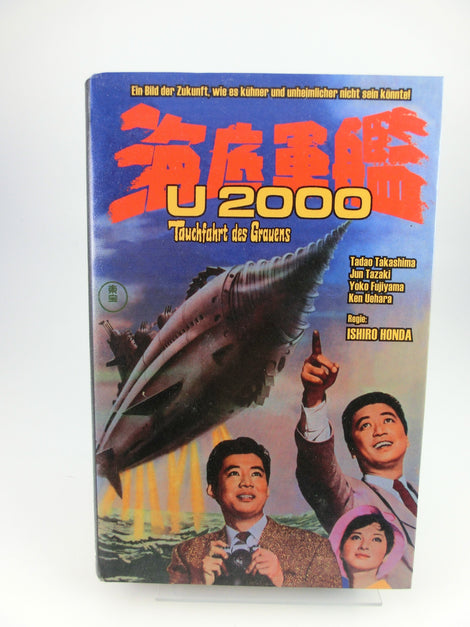 Ein Bild der Zukunft, wie es kühner und unheimlicher nicht sein könnte!
海底軍艦
U 2000
Tauchfahrt des Grauens
Tadao Takashima
Jun Tazaki
Yoko Fujiyama
Ken Uehara
東宝
Regie:
ISHIRO HONDA